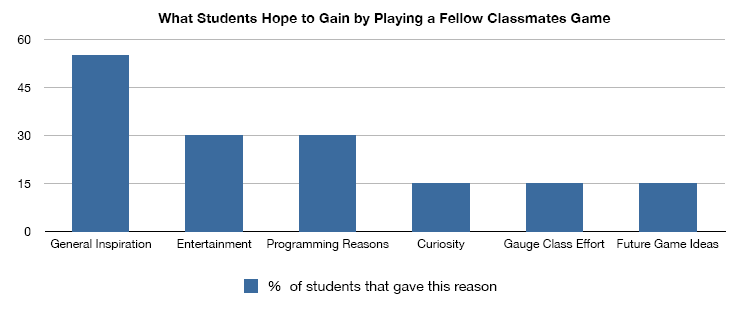 What Students Hope to Gain by Playing a Fellow Classmates Game
60
45
30
15
0
General Inspiration Entertainment Programming Reasons Curiosity Gauge Class Effort Future Game Ideas
% of students that gave this reason